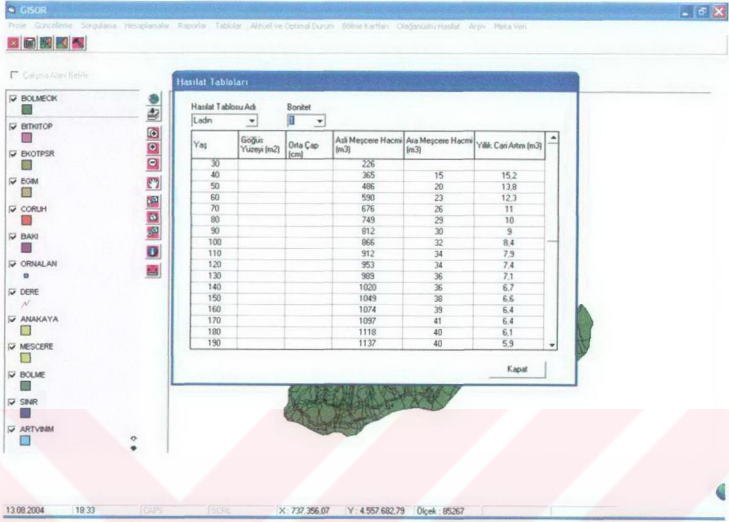 GISOR
Proje Güncelleme Sorgulama Hesaplamalar Raporlar Tablolar Aktüel ve Optimal Durum Bölme Kartları Olağanüstü Hasılat Arşiv Meta Veri
Çalışma Alanı Belirle
BOLMECIK
BITKITOP
EKOTPSR
EGIM
CORUH
BAKI
ORNALAN
DERE
ANAKAYA
MESCERE
BOLME
SINIR
ARTVINIM
Hasılat Tabloları
Hasılat Tablosu Adı Bonitet
Ladin I
Yaş Göğüs Yüzeyi (m2) Orta Çap (cm) Asli Meşcere Hacmi (m3) Ara Meşcere Hacmi (m3) Yıllık Cari Artım (m3)
30 226
40 365 15 15,2
50 486 20 13,8
60 590 23 12,3
70 676 26 11
80 749 29 10
90 812 30 9
100 866 32 8,4
110 912 34 7,9
120 953 34 7,4
130 989 36 7,1
140 1020 36 6,7
150 1049 38 6,6
160 1074 39 6,4
170 1097 41 6,4
180 1118 40 6,1
190 1137 40 5,9
Kapat
13.08.2004 18:33 CAPS SCRL X : 737.356,07 Y : 4.557.682,79 Ölçek : 85267